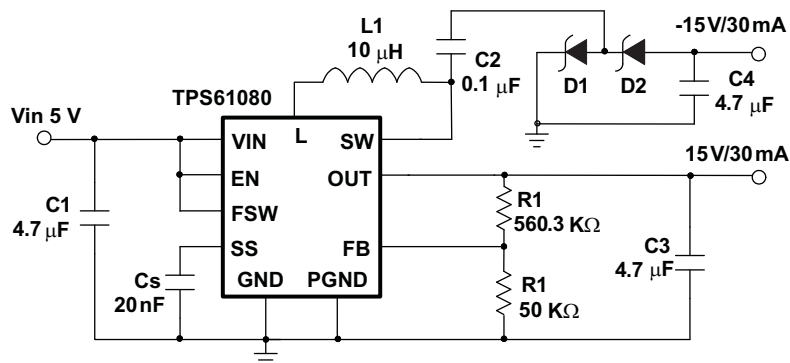 L1
10 μH
C2
0.1 μF
D1
D2
-15V/30mA
C4
4.7 μF
TPS61080
Vin 5 V
VIN
L
SW
EN
OUT
15V/30mA
FSW
C1
4.7 μF
R1
560.3 KΩ
SS
FB
C3
4.7 μF
Cs
20nF
GND
PGND
R1
50 KΩ